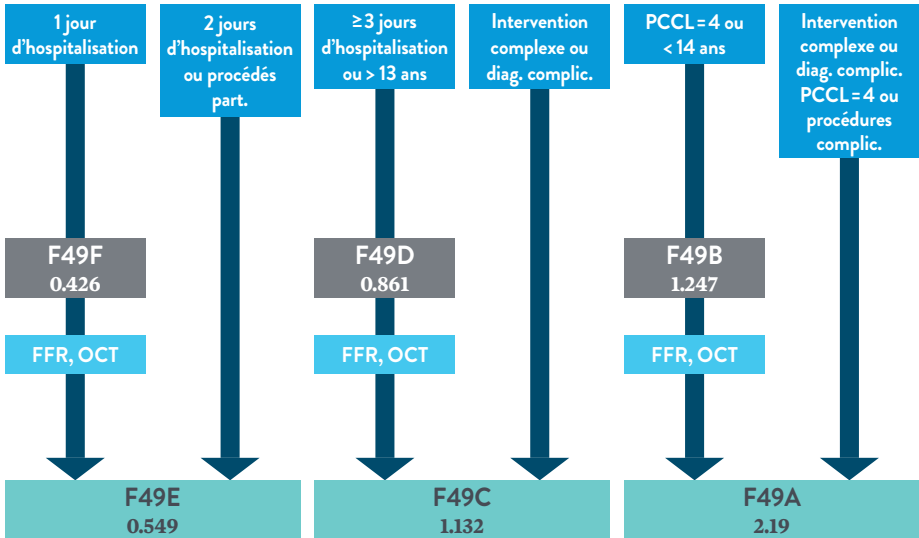 1 jour
d'hospitalisation
2 jours
d'hospitalisation
ou procédés
part.
≥3 jours
d'hospitalisation
ou > 13 ans
Intervention
complexe ou
diag. complic.
PCCL=4 ou
< 14 ans
Intervention
complexe ou
diag. complic.
PCCL=4 ou
procédures
complic.
F49F
0.426
F49D
0.861
F49B
1.247
FFR, OCT
FFR, OCT
FFR, OCT
F49E
0.549
F49C
1.132
F49A
2.19